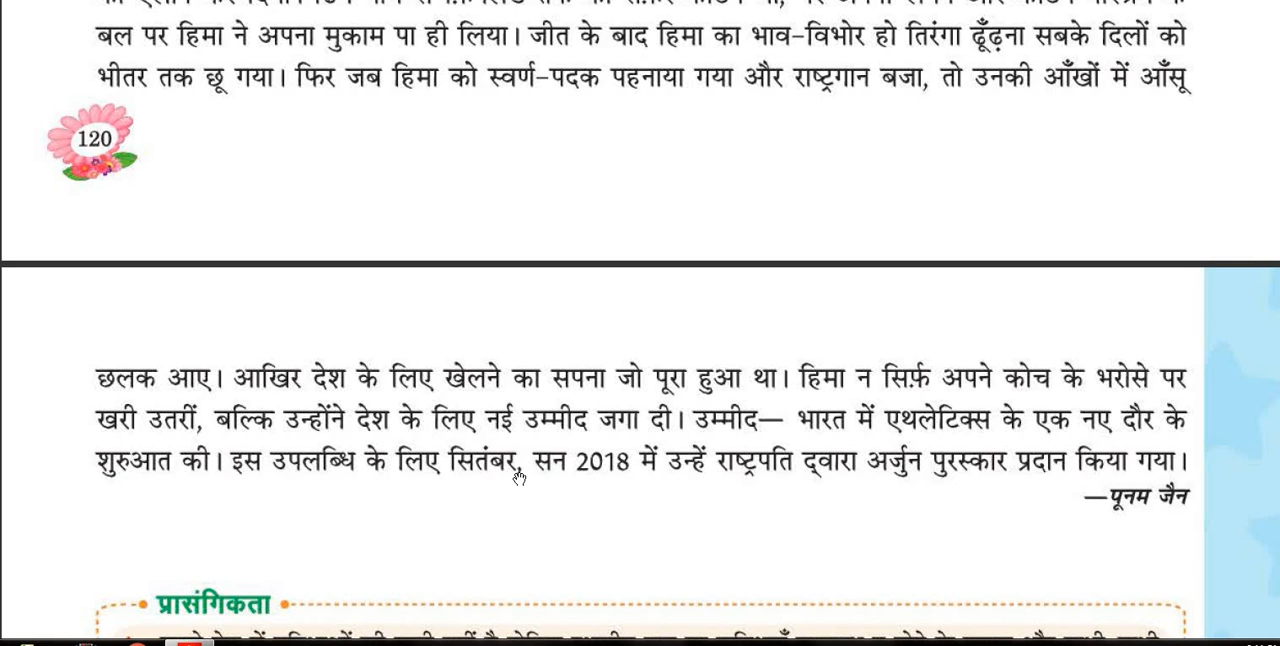 बल पर हिमा ने अपना मुकाम पा ही लिया। जीत के बाद हिमा का भाव-विभोर हो तिरंगा ढूँढ़ना सबके दिलों को
भीतर तक छू गया। फिर जब हिमा को स्वर्ण-पदक पहनाया गया और राष्ट्रगान बजा, तो उनकी आँखों में आँसू
120
छलक आए। आखिर देश के लिए खेलने का सपना जो पूरा हुआ था। हिमा न सिर्फ़ अपने कोच के भरोसे पर
खरी उतरीं, बल्कि उन्होंने देश के लिए नई उम्मीद जगा दी। उम्मीद— भारत में एथलेटिक्स के एक नए दौर के
शुरुआत की। इस उपलब्धि के लिए सितंबर, सन 2018 में उन्हें राष्ट्रपति द्वारा अर्जुन पुरस्कार प्रदान किया गया।
—पूनम जैन
प्रासंगिकता